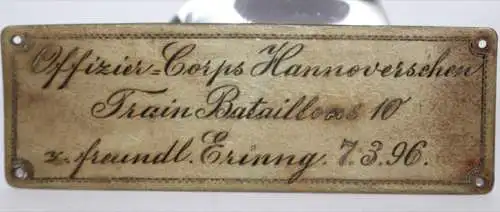 Offizier=Corps Hannoverschen
Train Bataillons 10
z. freundl. Erinng. 7.3.96.